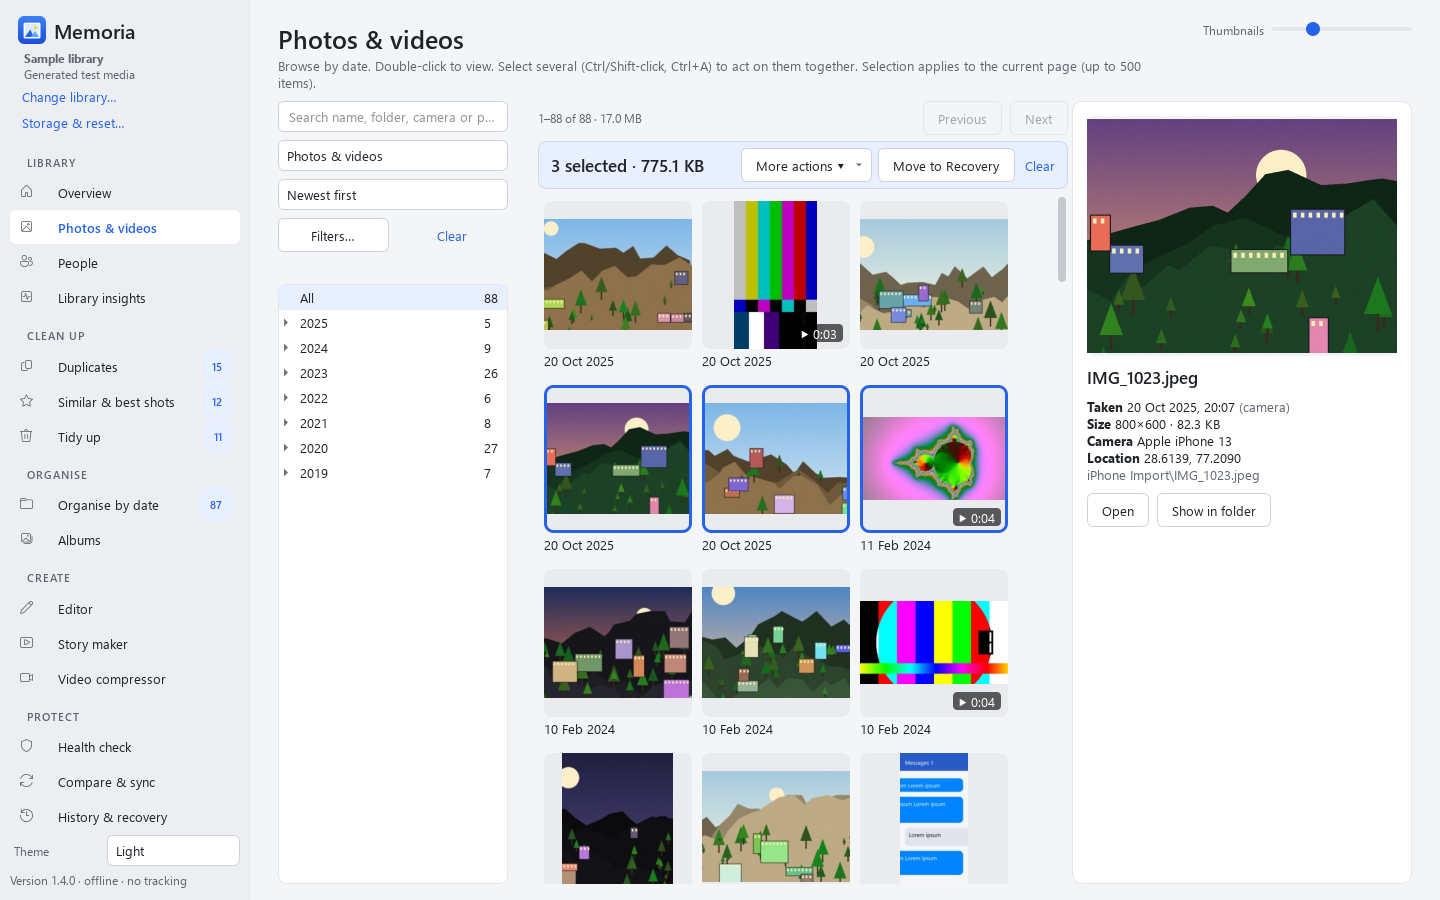 Memoria
Sample library
Generated test media
Change library...
Storage & reset...
LIBRARY
Overview
Photos & videos
People
Library insights
CLEAN UP
Duplicates 15
Similar & best shots 12
Tidy up 11
ORGANISE
Organise by date 87
Albums
CREATE
Editor
Story maker
Video compressor
PROTECT
Health check
Compare & sync
History & recovery
Theme Light
Version 1.4.0 · offline · no tracking
Photos & videos
Browse by date. Double-click to view. Select several (Ctrl/Shift-click, Ctrl+A) to act on them together. Selection applies to the current page (up to 500
items).
Thumbnails
Search name, folder, camera or p...
Photos & videos
Newest first
Filters... Clear
All 88
2025 5
2024 9
2023 26
2022 6
2021 8
2020 27
2019 7
1–88 of 88 · 17.0 MB
Previous Next
3 selected · 775.1 KB
More actions ▾
Move to Recovery
Clear
0:03
20 Oct 2025 20 Oct 2025 20 Oct 2025
0:04
20 Oct 2025 20 Oct 2025 11 Feb 2024
0:04
10 Feb 2024 10 Feb 2024 10 Feb 2024
Messages 1
Lorem ipsum
Lorem ipsum
Lorem ipsum
Lorem ipsum
IMG_1023.jpeg
Taken 20 Oct 2025, 20:07 (camera)
Size 800×600 · 82.3 KB
Camera Apple iPhone 13
Location 28.6139, 77.2090
iPhone Import\IMG_1023.jpeg
Open Show in folder